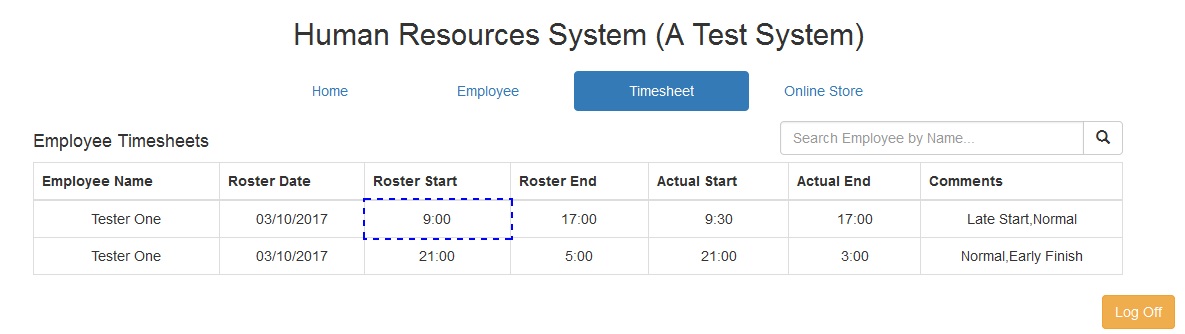 Human Resources System (A Test System)
Home Employee Timesheet Online Store
Employee Timesheets Search Employee by Name...
Employee Name Roster Date Roster Start Roster End Actual Start Actual End Comments
Tester One 03/10/2017 9:00 17:00 9:30 17:00 Late Start,Normal
Tester One 03/10/2017 21:00 5:00 21:00 3:00 Normal,Early Finish
Log Off